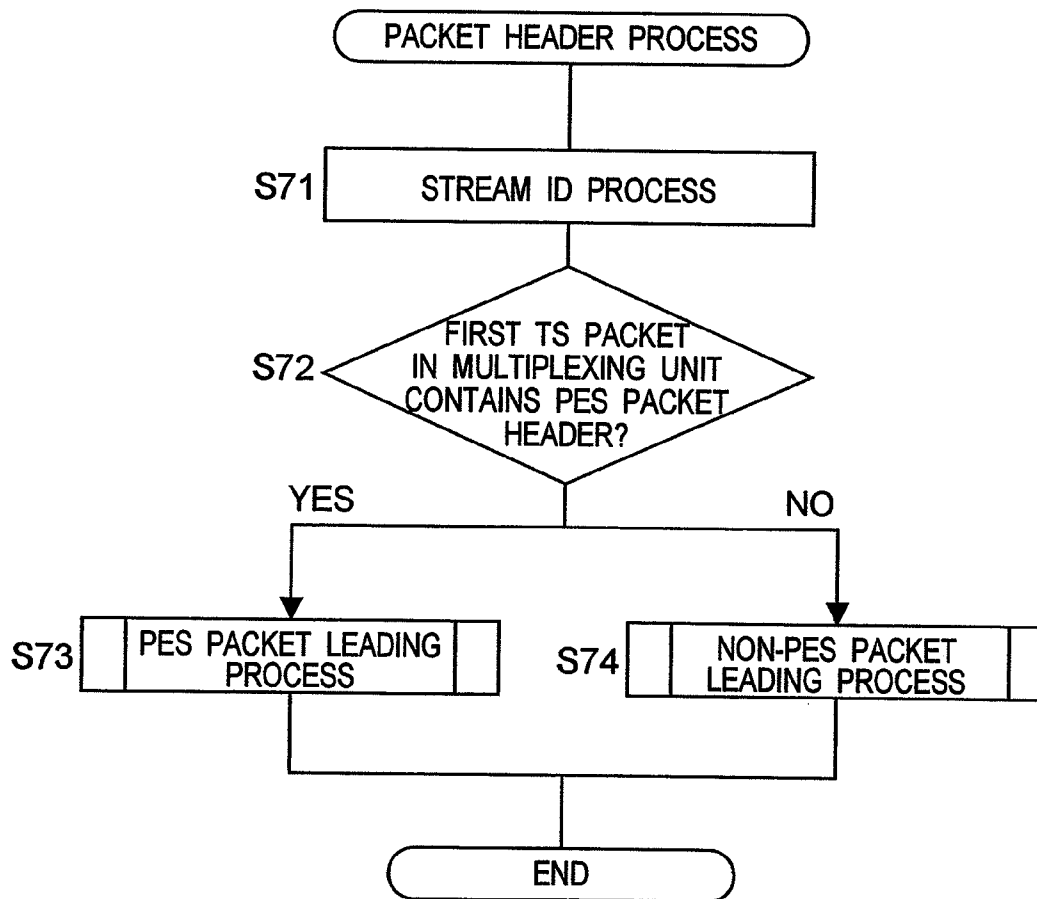 PACKET HEADER PROCESS
S71
STREAM ID PROCESS
S72
FIRST TS PACKET
IN MULTIPLEXING UNIT
CONTAINS PES PACKET
HEADER?
YES
NO
S73
PES PACKET LEADING
PROCESS
S74
NON-PES PACKET
LEADING PROCESS
END